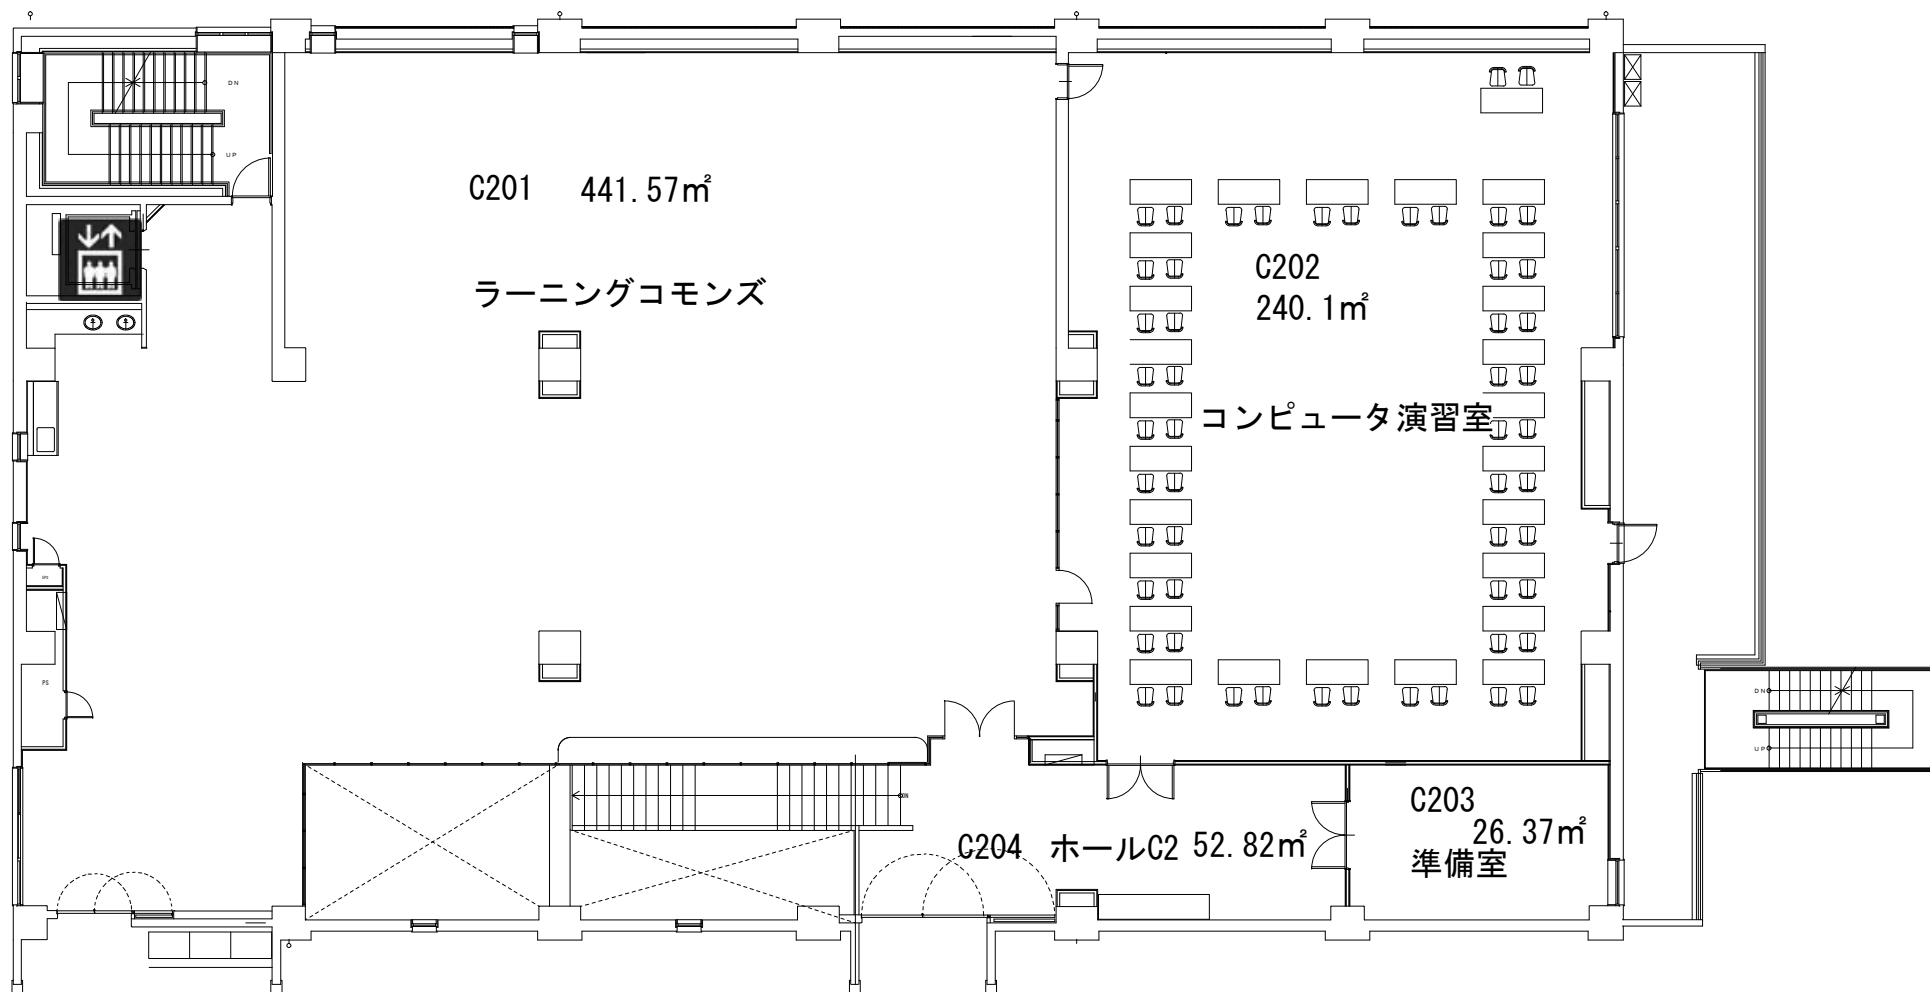 DN
UP
C201 441.57㎡
ラーニングコモンズ
C202
240.1㎡
コンピュータ演習室
PS
DN
UP
DN
C203
26.37㎡
準備室
C204 ホールC2 52.82㎡